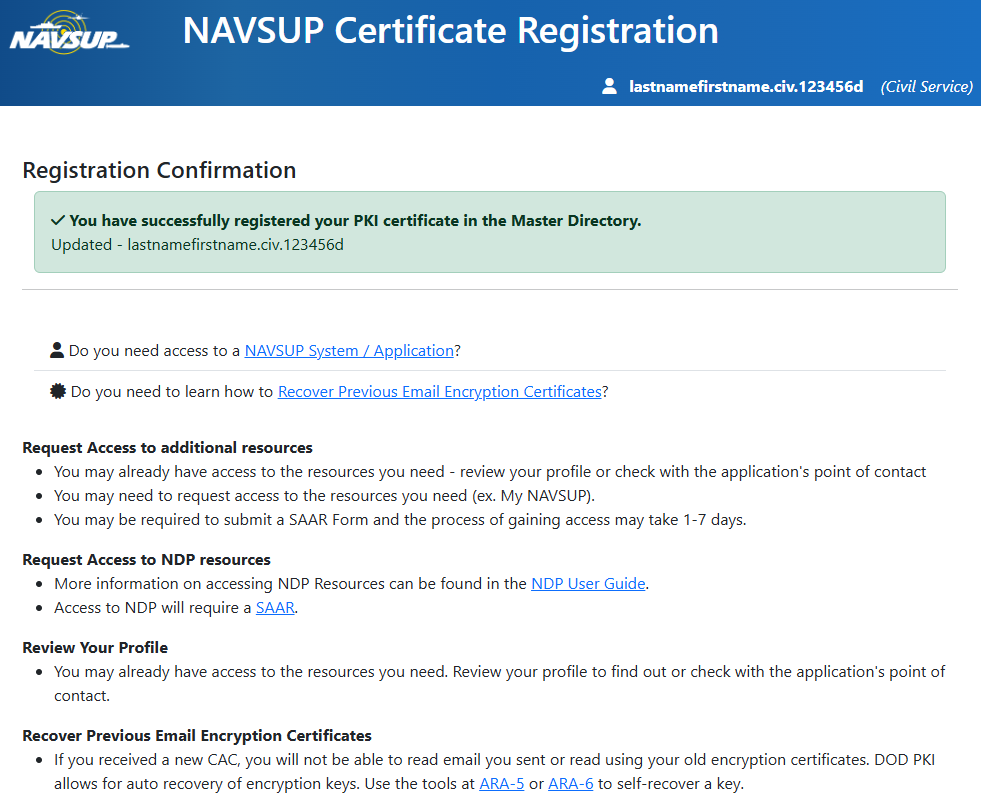 NAVSUP
NAVSUP Certificate Registration
lastnamefirstname.civ.123456d (Civil Service)
Registration Confirmation
You have successfully registered your PKI certificate in the Master Directory.
Updated - lastnamefirstname.civ.123456d
Do you need access to a NAVSUP System / Application?
Do you need to learn how to Recover Previous Email Encryption Certificates?
Request Access to additional resources
• You may already have access to the resources you need - review your profile or check with the application's point of contact
• You may need to request access to the resources you need (ex. My NAVSUP).
• You may be required to submit a SAAR Form and the process of gaining access may take 1-7 days.
Request Access to NDP resources
• More information on accessing NDP Resources can be found in the NDP User Guide.
• Access to NDP will require a SAAR.
Review Your Profile
• You may already have access to the resources you need. Review your profile to find out or check with the application's point of
contact.
Recover Previous Email Encryption Certificates
• If you received a new CAC, you will not be able to read email you sent or read using your old encryption certificates. DOD PKI
allows for auto recovery of encryption keys. Use the tools at ARA-5 or ARA-6 to self-recover a key.